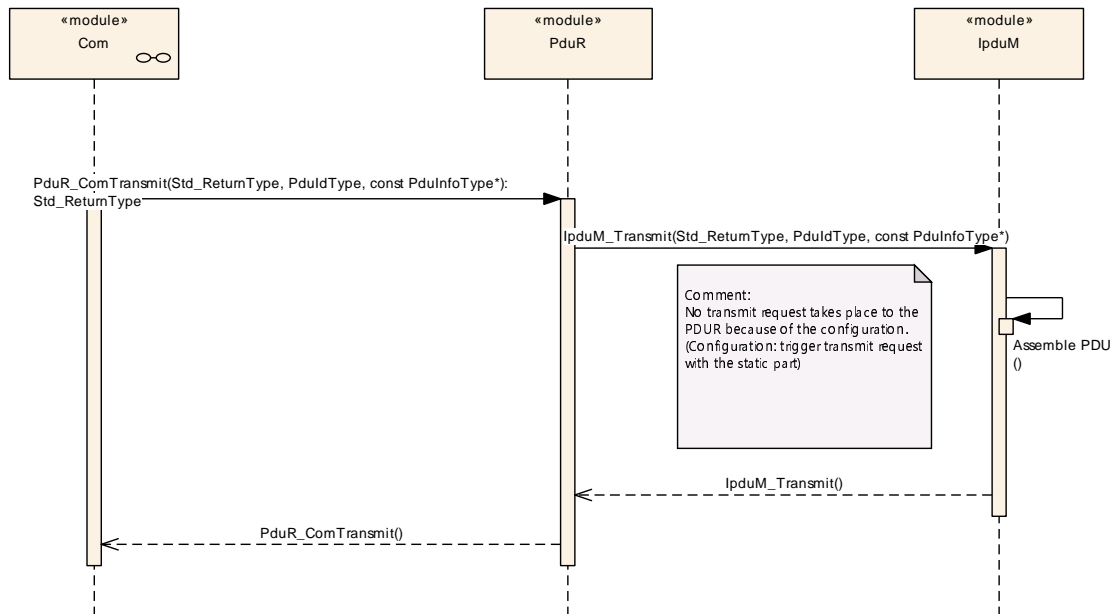 «module»
Com
«module»
PduR
«module»
IpduM
PduR_ComTransmit(Std_ReturnType, PduIdType, const PduInfoType*):
Std_ReturnType
IpduM_Transmit(Std_ReturnType, PduIdType, const PduInfoType*)
Comment:
No transmit request takes place to the
PDUR because of the configuration.
(Configuration: trigger transmit request
with the static part)
Assemble PDU
()
IpduM_Transmit()
PduR_ComTransmit()